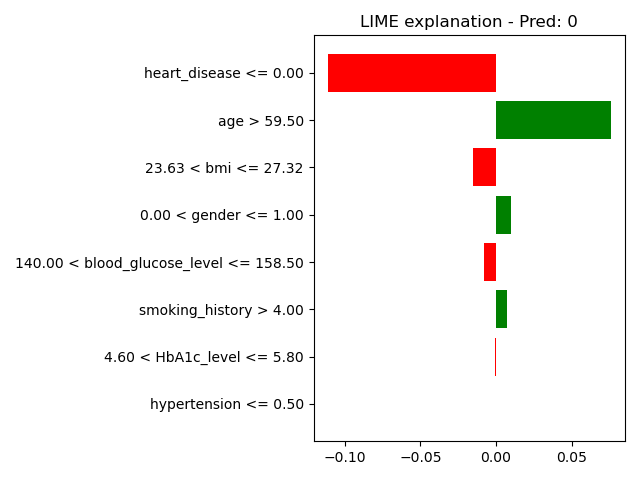 LIME explanation - Pred: 0
heart_disease <= 0.00
age > 59.50
23.63 < bmi <= 27.32
0.00 < gender <= 1.00
140.00 < blood_glucose_level <= 158.50
smoking_history > 4.00
4.60 < HbA1c_level <= 5.80
hypertension <= 0.50
−0.10 −0.05 0.00 0.05